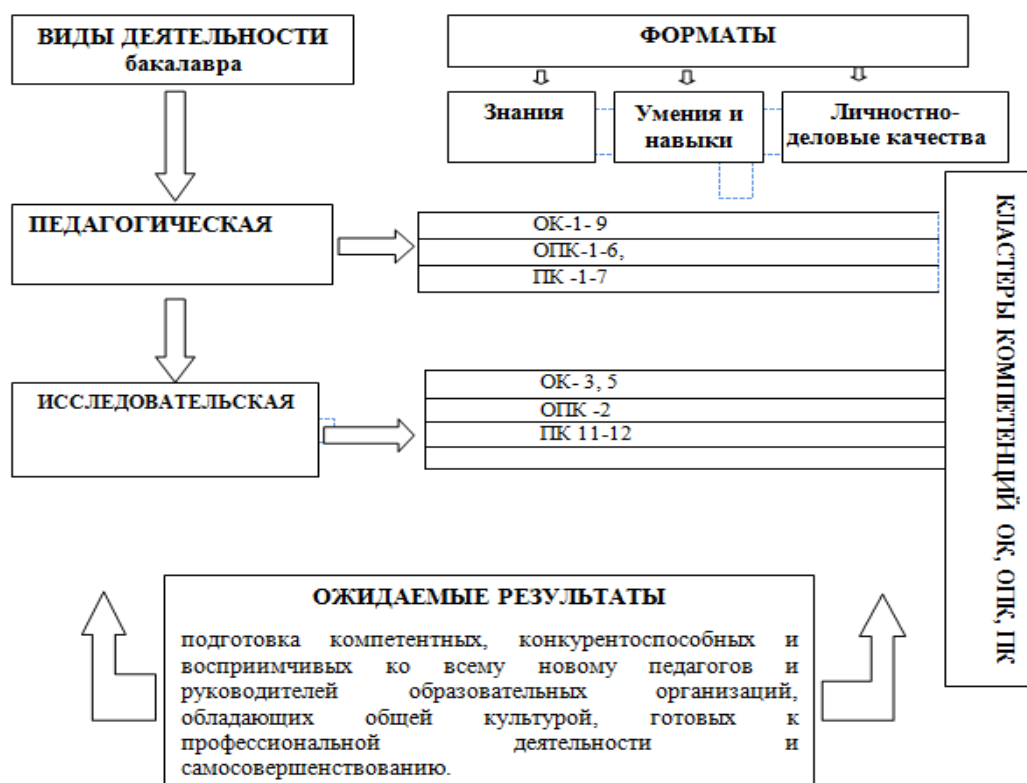 ВИДЫ ДЕЯТЕЛЬНОСТИ
бакалавра
ФОРМАТЫ
Знания
Умения и
навыки
Личностно-
деловые качества
ПЕДАГОГИЧЕСКАЯ
ОК-1- 9
ОПК-1-6,
ПК -1-7
ИССЛЕДОВАТЕЛЬСКАЯ
ОК- 3, 5
ОПК -2
ПК 11-12
КЛАСТЕРЫ КОМПЕТЕНЦИЙ ОК, ОПК, ПК
ОЖИДАЕМЫЕ РЕЗУЛЬТАТЫ
подготовка компетентных, конкурентоспособных и
восприимчивых ко всему новому педагогов и
руководителей образовательных организаций,
обладающих общей культурой, готовых к
профессиональной деятельности и
самосовершенствованию.